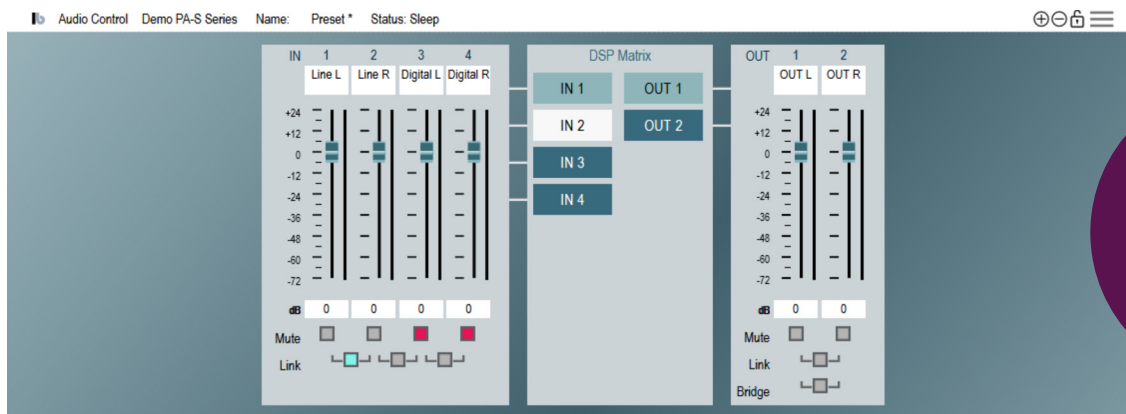 lb Audio Control Demo PA-S Series Name: Preset * Status: Sleep
IN 1 2 3 4
Line L Line R Digital L Digital R
+24
+12
0
-12
-24
-36
-48
-60
-72
dB 0 0 0 0
Mute
Link
DSP Matrix
IN 1 OUT 1
IN 2 OUT 2
IN 3
IN 4
OUT 1 2
OUT L OUT R
+24
+12
0
-12
-24
-36
-48
-60
-72
dB 0 0
Mute
Link
Bridge